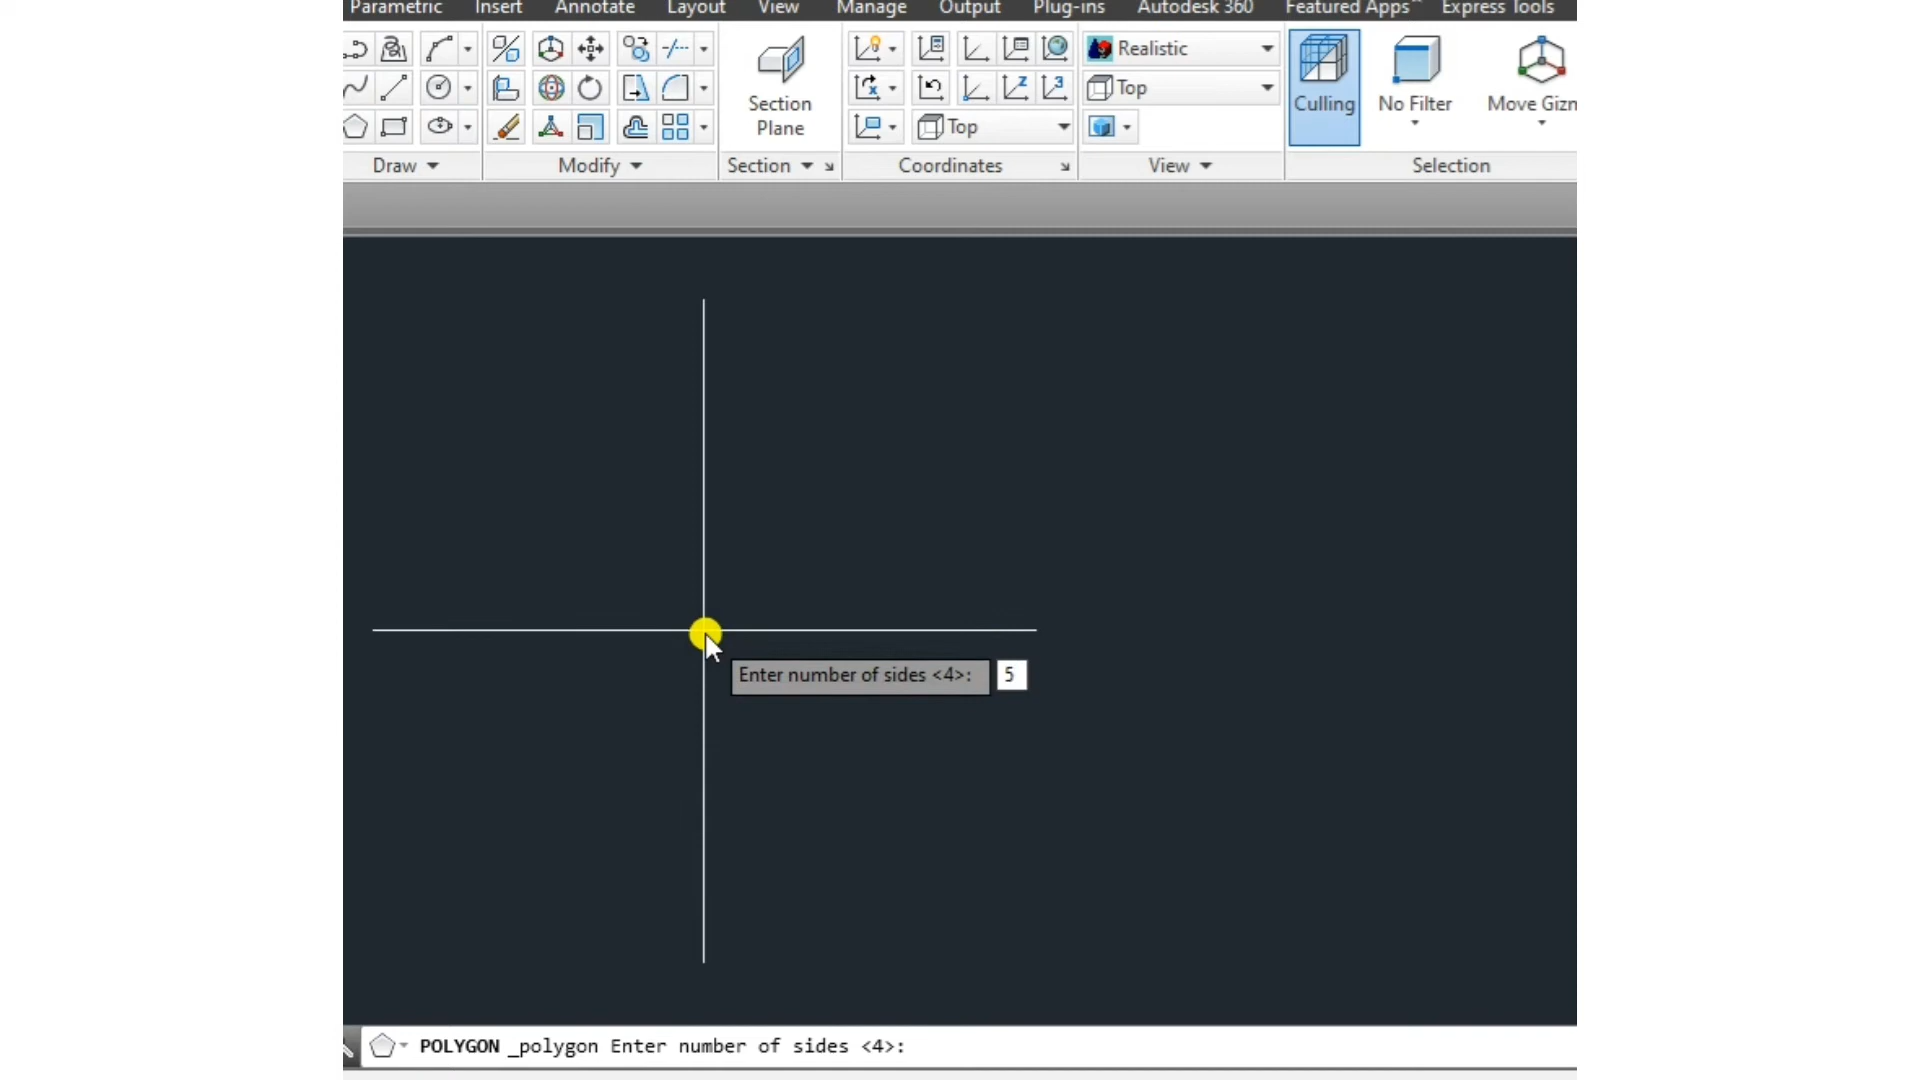 Parametric Insert Annotate Layout View Manage Output Plug-ins Autodesk 360 Featured Apps Express Tools
Realistic
Top
Top
Section
Plane
Culling
No Filter
Move Gizm
z
x
3
Draw
Modify
Section
Coordinates
View
Selection
Enter number of sides <4>: 5
POLYGON _polygon Enter number of sides <4>: